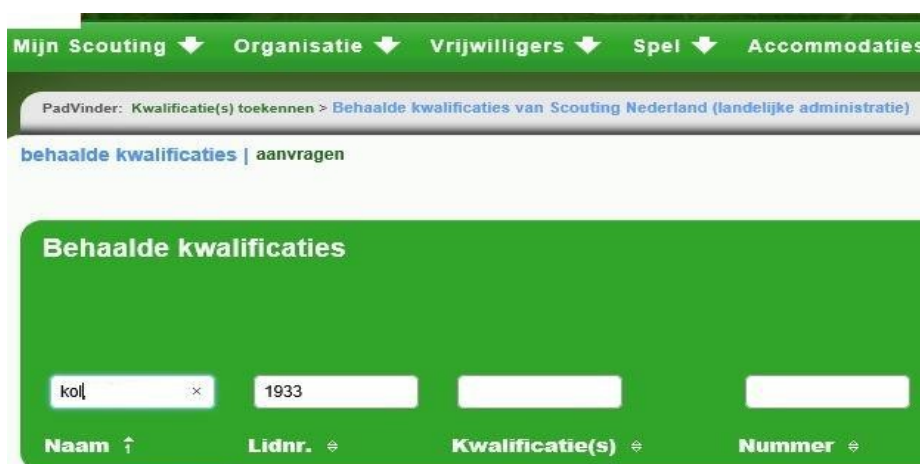 Mijn Scouting Organisatie Vrijwilligers Spel Accommodaties
PadVinder: Kwalificatie(s) toekennen > Behaalde kwalificaties van Scouting Nederland (landelijke administratie)
behaalde kwalificaties | aanvragen
Behaalde kwalificaties
kol, × 1933
Naam 1 Lidnr. Kwalificatie(s) Nummer